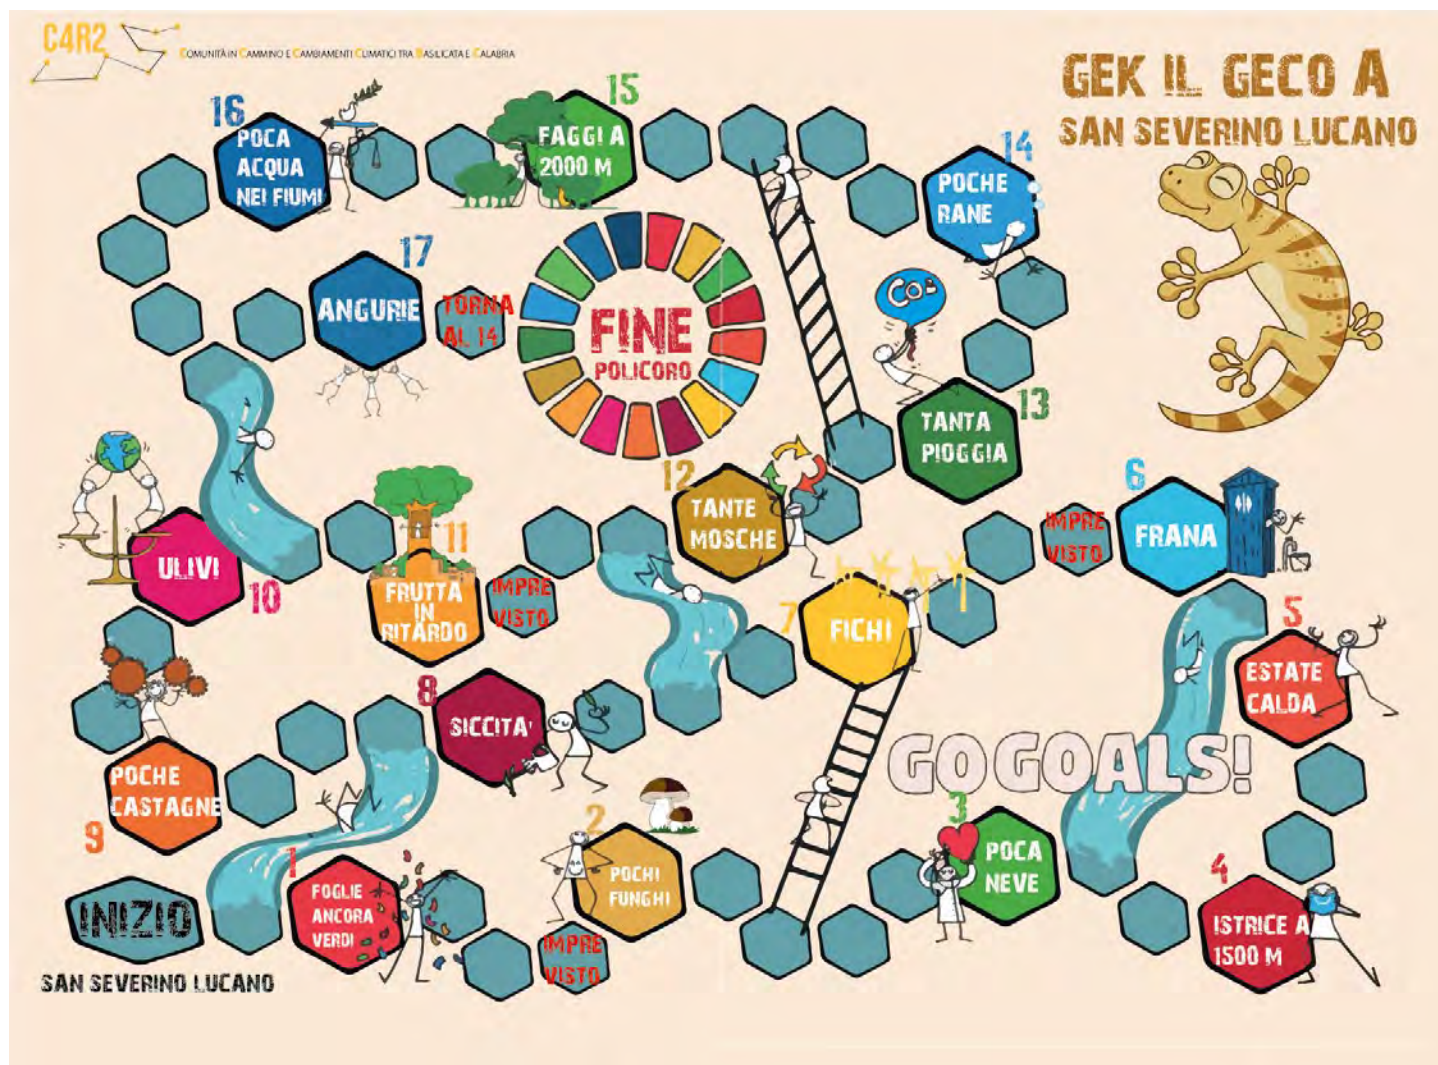 C4R2
COMUNITÀ IN CAMMINO E CAMBIAMENTI CLIMATICI TRA BASILICATA E CALABRIA
GEK IL GECO A
SAN SEVERINO LUCANO
16
POCA
ACQUA
NEI FIUMI
15
FAGGI A
2000 M
14
POCHE
RANE
17
ANGURIE
TORNA
AL 14
FINE
POLICORO
CO2
13
TANTA
PIOGGIA
12
TANTE
MOSCHE
6
FRANA
IMPRE
VISTO
ULIVI
10
11
FRUTTA
IN
RITARDO
IMPRE
VISTO
7
FICHI
5
ESTATE
CALDA
8
SICCITA'
GOGOALS!
POCHE
CASTAGNE
9
1
FOGLIE
ANCORA
VERDI
2
POCHI
FUNGHI
IMPRE
VISTO
3
POCA
NEVE
4
ISTRICE A
1500 M
INIZIO
SAN SEVERINO LUCANO